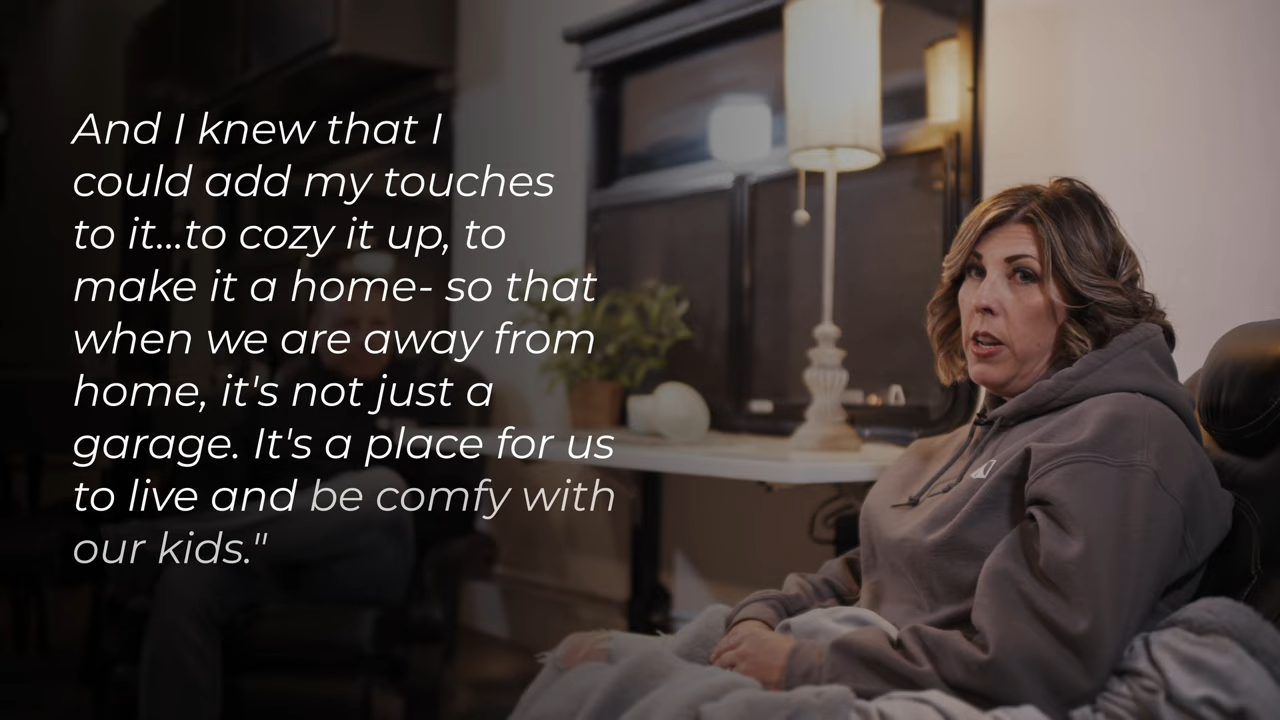 And I knew that I
could add my touches
to it...to cozy it up, to
make it a home- so that
when we are away from
home, it's not just a
garage. It's a place for us
to live and be comfy with
our kids."